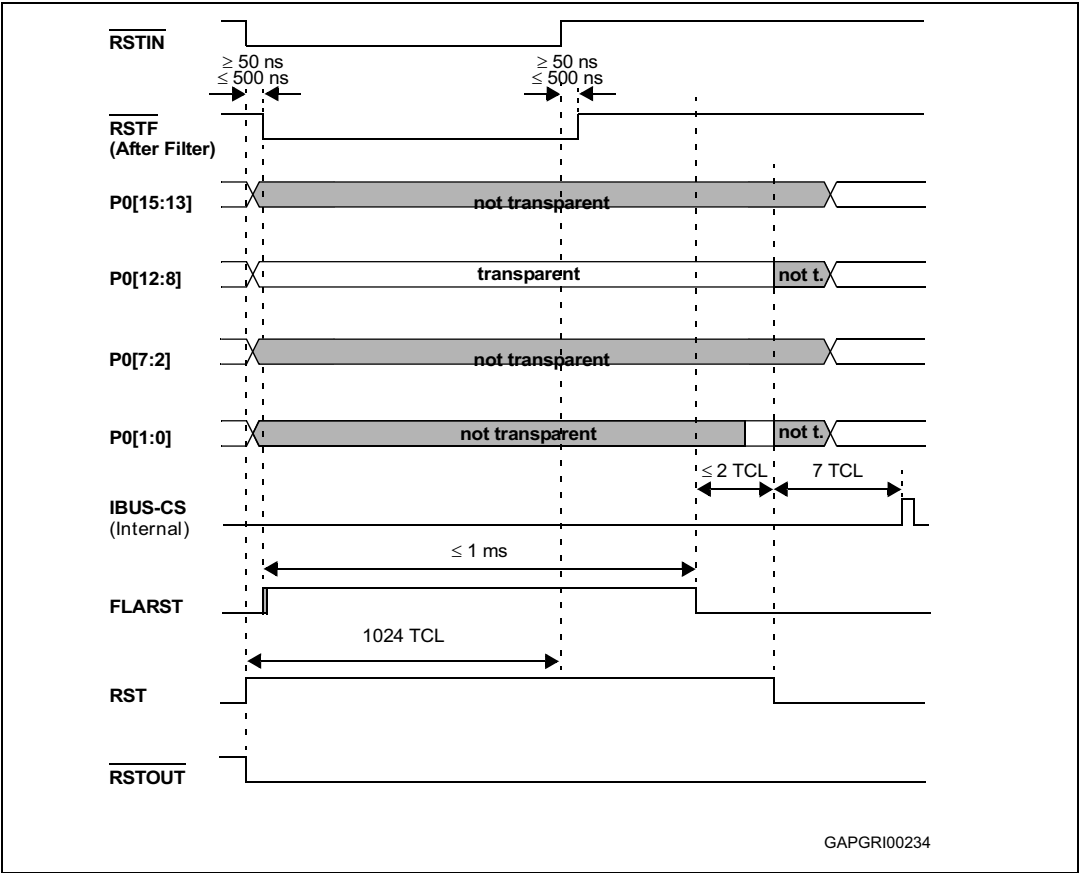 RSTIN
≥ 50 ns
≤ 500 ns
≥ 50 ns
≤ 500 ns
RSTF
(After Filter)
P0[15:13]
not transparent
P0[12:8]
transparent
not t.
P0[7:2]
not transparent
P0[1:0]
not transparent
not t.
≤ 2 TCL
7 TCL
IBUS-CS
(Internal)
≤ 1 ms
FLARST
1024 TCL
RST
RSTOUT
GAPGRI00234